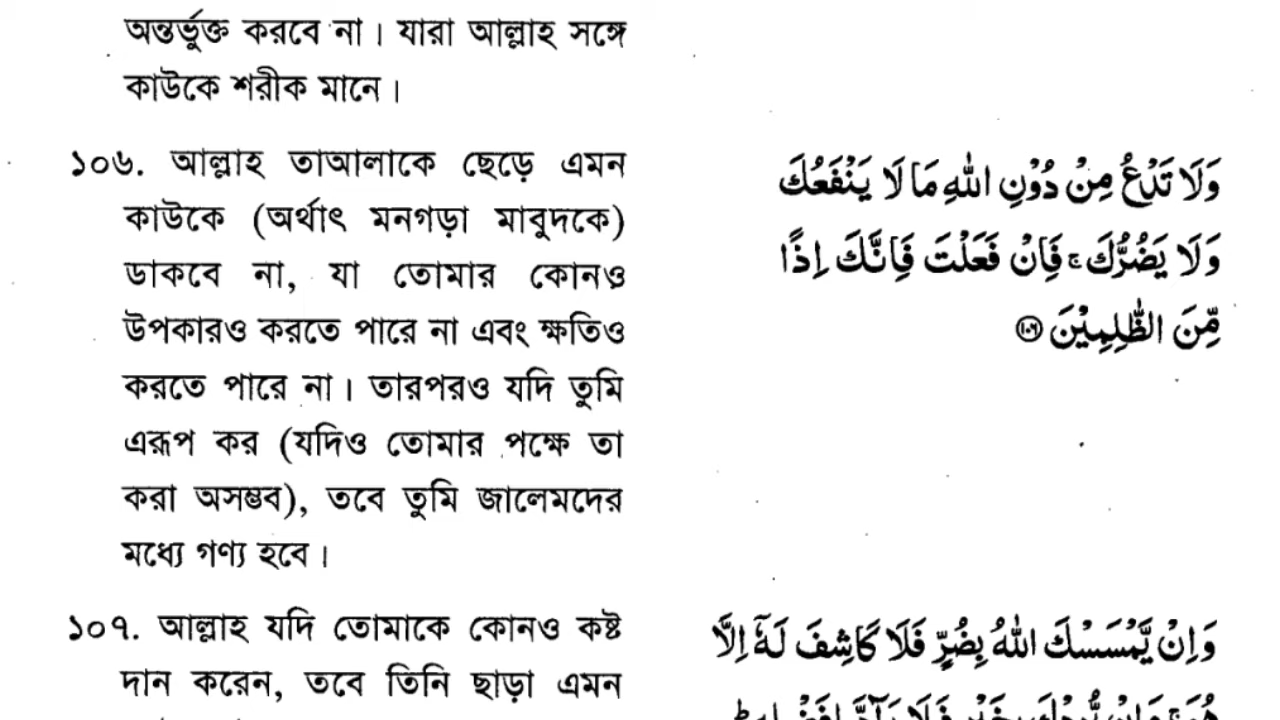 অন্তর্ভুক্ত করবে না। যারা আল্লাহ সঙ্গে
কাউকে শরীক মানে।
১০৬. আল্লাহ তাআলাকে ছেড়ে এমন
কাউকে (অর্থাৎ মনগড়া মাবুদকে)
ডাকবে না, যা তোমার কোনও
উপকারও করতে পারে না এবং ক্ষতিও
করতে পারে না। তারপরও যদি তুমি
এরূপ কর (যদিও তোমার পক্ষে তা
করা অসম্ভব), তবে তুমি জালেমদের
মধ্যে গণ্য হবে।
وَلَا تَدْعُ مِنْ دُوْنِ اللّٰهِ مَا لَا يَنْفَعُكَ
وَلَا يَضُرُّكَ ۚ فَاِنْ فَعَلْتَ فَاِنَّكَ اِذًا
مِّنَ الظّٰلِمِيْنَ ﴿۱۰۶﴾
১০৭. আল্লাহ যদি তোমাকে কোনও কষ্ট
দান করেন, তবে তিনি ছাড়া এমন
وَاِنْ يَّمْسَسْكَ اللّٰهُ بِضُرٍّ فَلَا كَاشِفَ لَهٗۤ اِلَّا